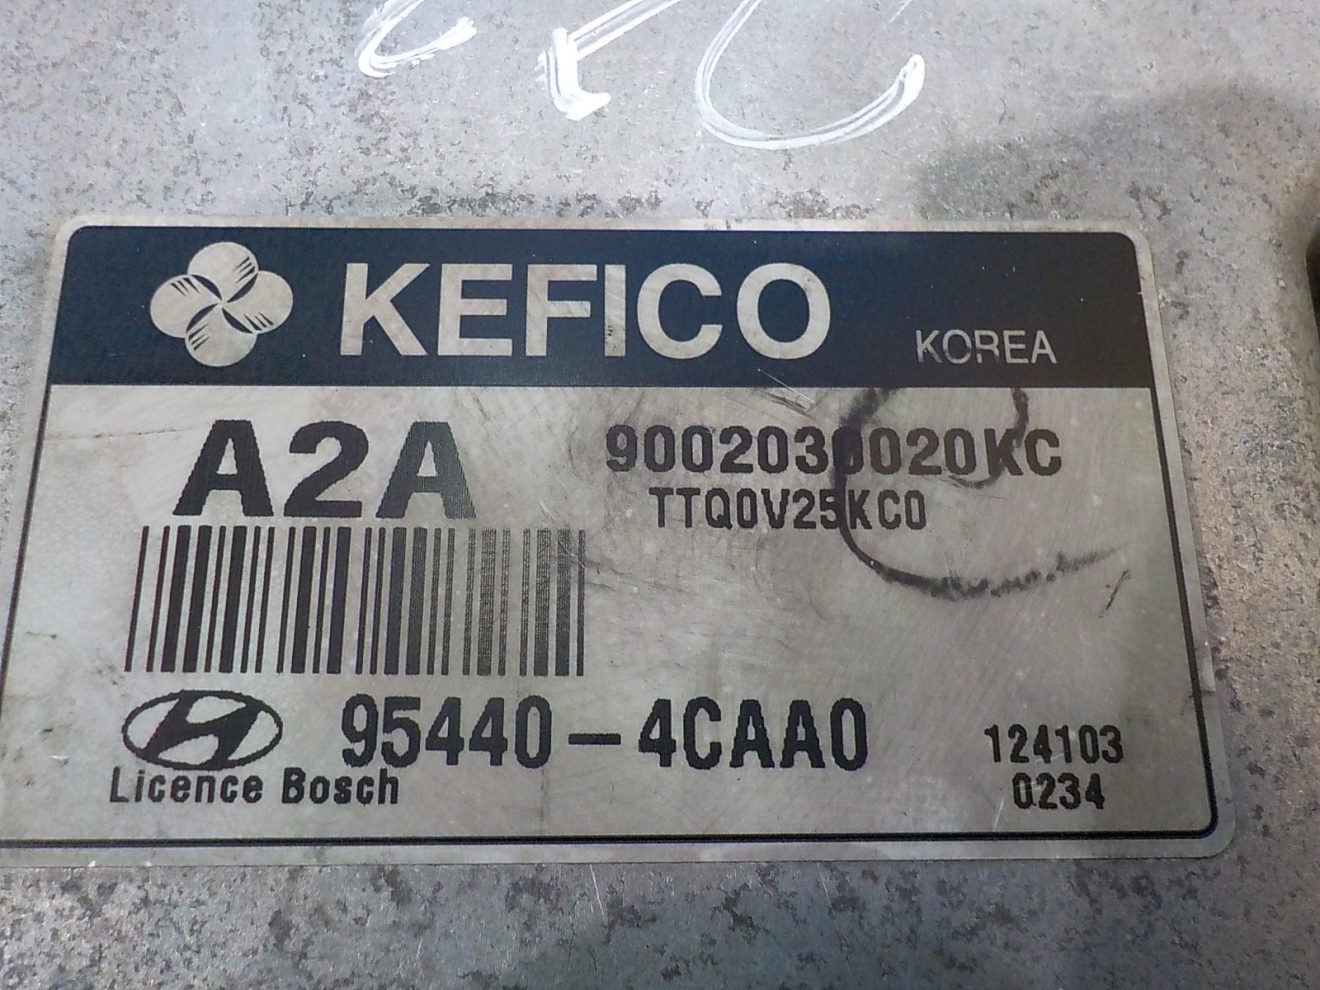 KEFICO KOREA
A2A 9002030020KC
TTQ0V25KC0
95440-4CAA0 124103
Licence Bosch 0234